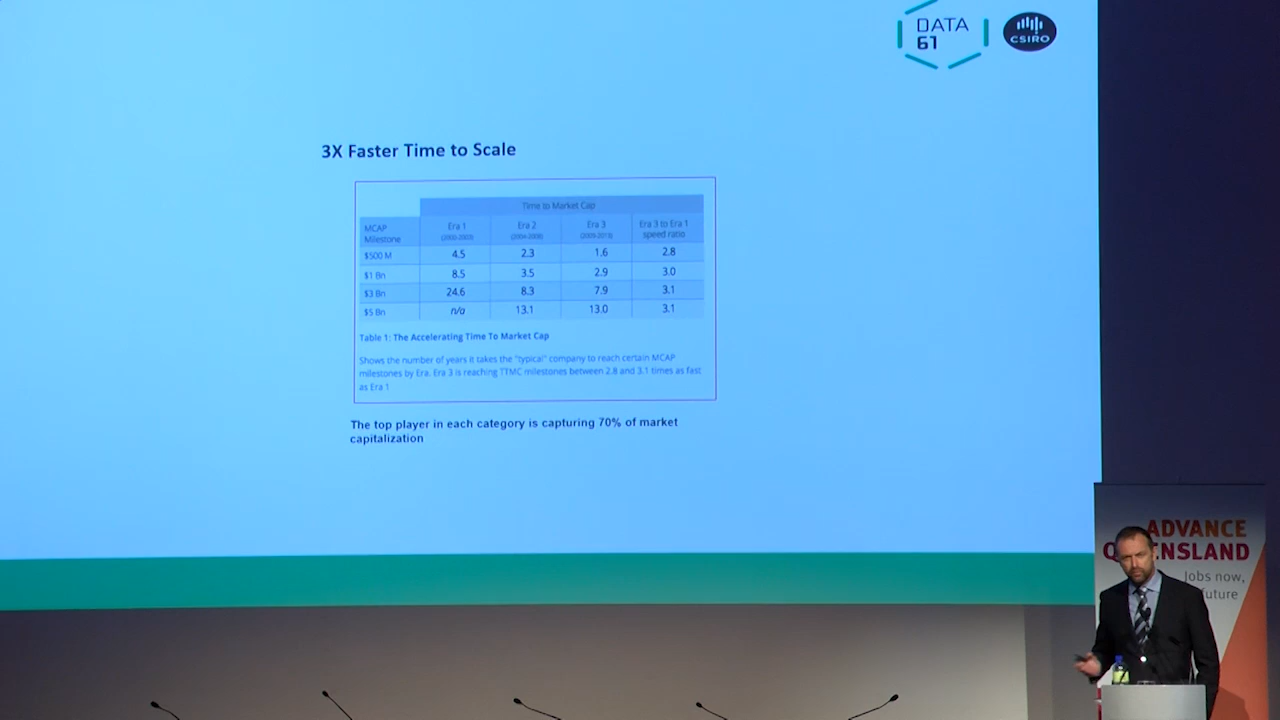 DATA
61
CSIRO
3X Faster Time to Scale
Time to Market Cap
MCAP Milestone Era 1 (2000-2003) Era 2 (2004-2008) Era 3 (2009-2013) Era 3 to Era 1 speed ratio
$500 M 4.5 2.3 1.6 2.8
$1 Bn 8.5 3.5 2.9 3.0
$3 Bn 24.6 8.3 7.9 3.1
$5 Bn n/a 13.1 13.0 3.1
Table 1: The Accelerating Time To Market Cap
Shows the number of years it takes the "typical" company to reach certain MCAP
milestones by Era. Era 3 is reaching TTMC milestones between 2.8 and 3.1 times as fast
as Era 1
The top player in each category is capturing 70% of market
capitalization
ADVANCE
NSLAND
Jobs now,
future